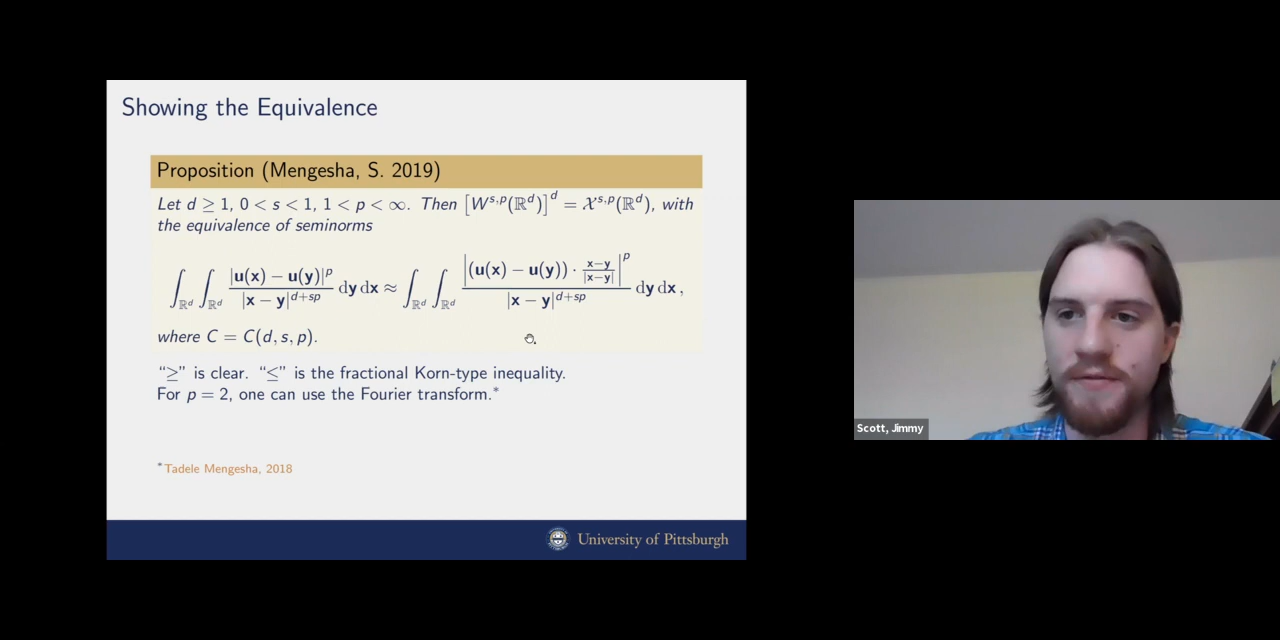 Showing the Equivalence
Proposition (Mengesha, S. 2019)
Let d ≥ 1, 0 < s < 1, 1 < p < ∞. Then [W^{s,p}(ℝ^d)]^d = 𝒳^{s,p}(ℝ^d), with
the equivalence of seminorms
∫_{ℝ^d} ∫_{ℝ^d} |u(x) − u(y)|^p / |x − y|^{d+sp} dy dx ≈ ∫_{ℝ^d} ∫_{ℝ^d} |(u(x) − u(y)) · (x−y)/|x−y||^p / |x − y|^{d+sp} dy dx ,
where C = C(d, s, p).
“≥” is clear. “≤” is the fractional Korn-type inequality.
For p = 2, one can use the Fourier transform.*
*Tadele Mengesha, 2018
University of Pittsburgh
Scott, Jimmy